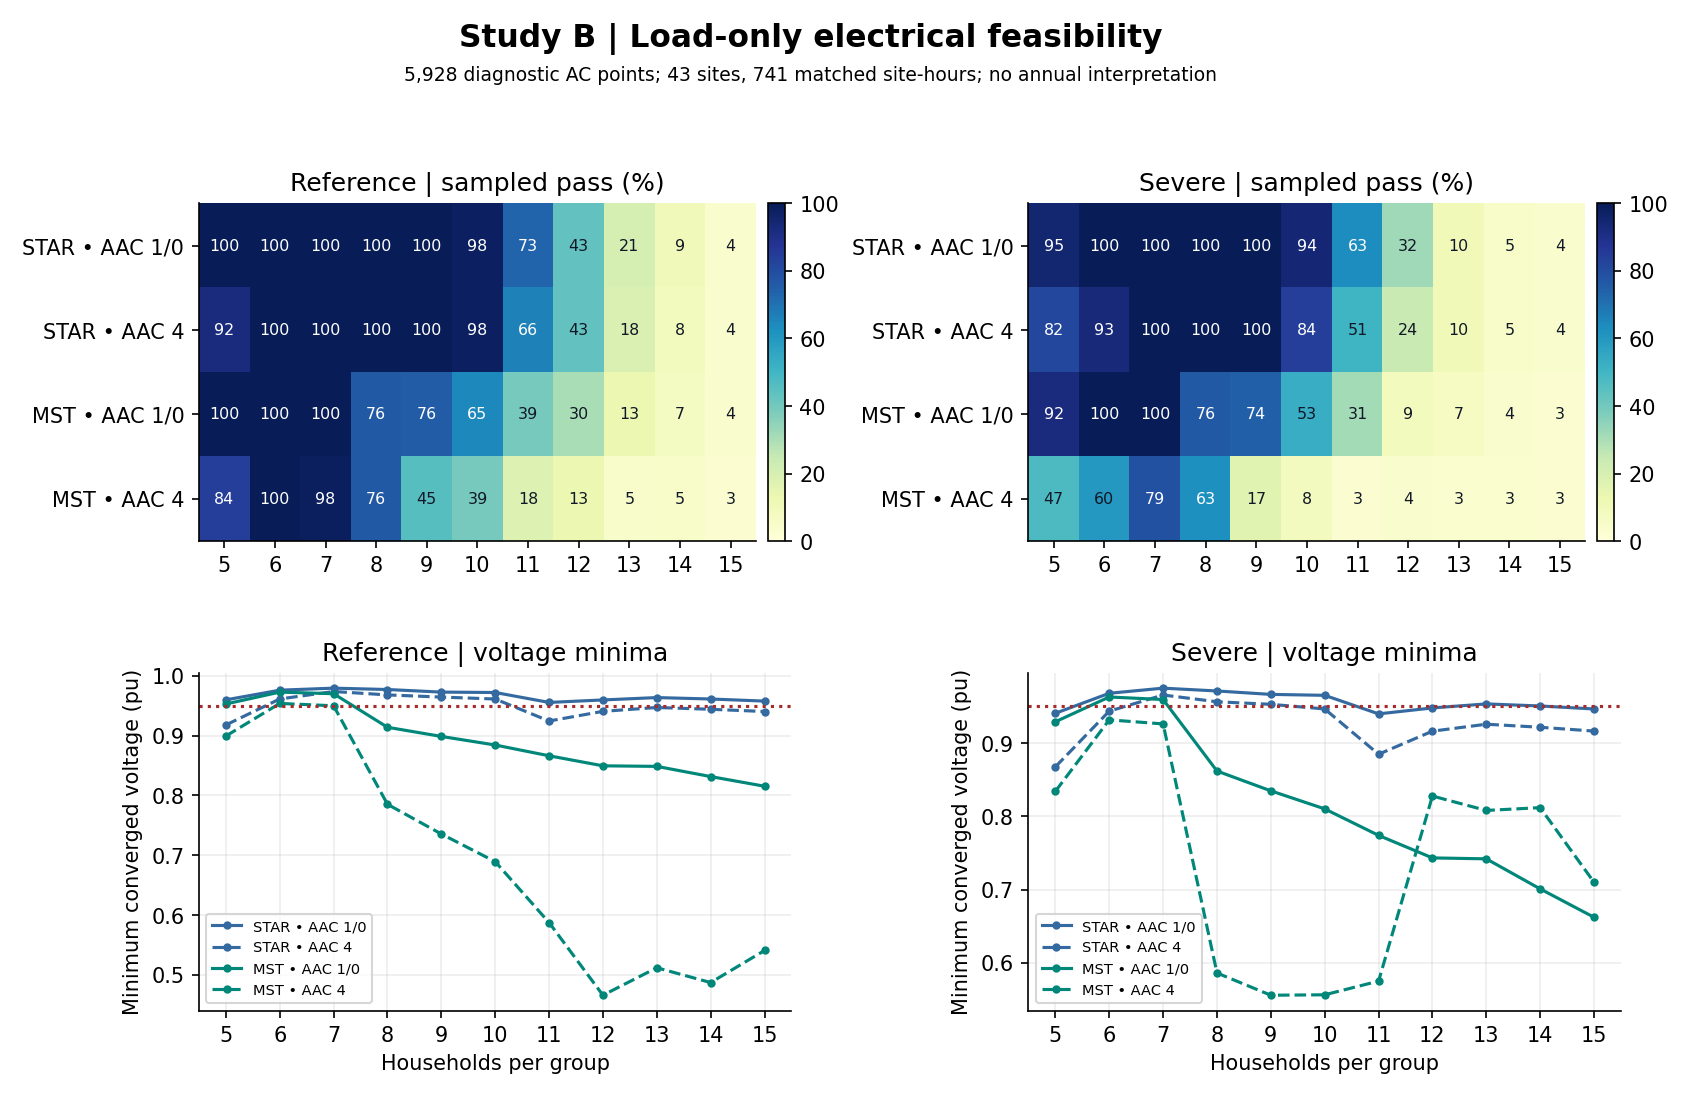 Study B | Load-only electrical feasibility
5,928 diagnostic AC points; 43 sites, 741 matched site-hours; no annual interpretation
Reference | sampled pass (%)
STAR • AAC 1/0 100 100 100 100 100 98 73 43 21 9 4
STAR • AAC 4 92 100 100 100 100 98 66 43 18 8 4
MST • AAC 1/0 100 100 100 76 76 65 39 30 13 7 4
MST • AAC 4 84 100 98 76 45 39 18 13 5 5 3
5 6 7 8 9 10 11 12 13 14 15
100
80
60
40
20
0
Severe | sampled pass (%)
STAR • AAC 1/0 95 100 100 100 100 94 63 32 10 5 4
STAR • AAC 4 82 93 100 100 100 84 51 24 10 5 4
MST • AAC 1/0 92 100 100 76 74 53 31 9 7 4 3
MST • AAC 4 47 60 79 63 17 8 3 4 3 3 3
5 6 7 8 9 10 11 12 13 14 15
100
80
60
40
20
0
Reference | voltage minima
Minimum converged voltage (pu)
1.0
0.9
0.8
0.7
0.6
0.5
STAR • AAC 1/0
STAR • AAC 4
MST • AAC 1/0
MST • AAC 4
5 6 7 8 9 10 11 12 13 14 15
Households per group
Severe | voltage minima
Minimum converged voltage (pu)
0.9
0.8
0.7
0.6
STAR • AAC 1/0
STAR • AAC 4
MST • AAC 1/0
MST • AAC 4
5 6 7 8 9 10 11 12 13 14 15
Households per group